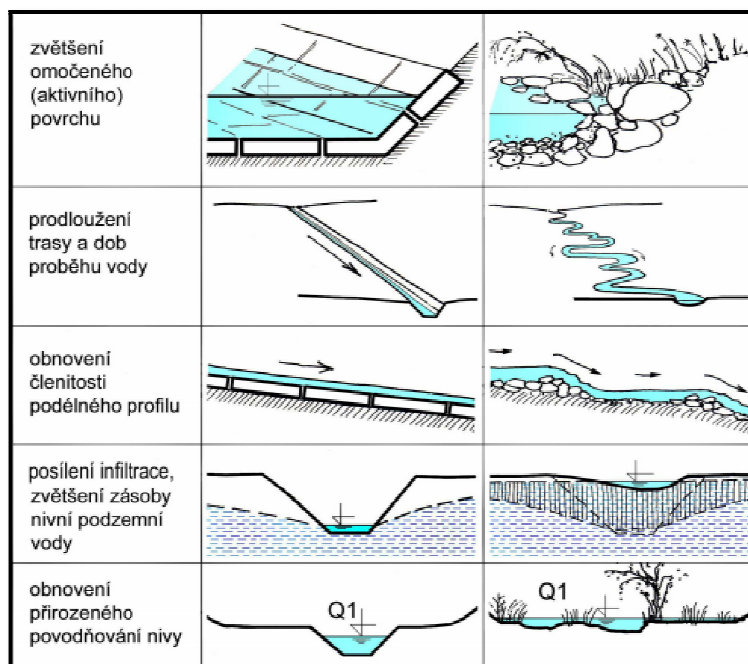 zvětšení
omočeného
(aktivního)
povrchu
prodloužení
trasy a dob
proběhu vody
obnovení
členitosti
podélného profilu
posílení infiltrace,
zvětšení zásoby
nivní podzemní
vody
obnovení
přirozeného
povodňování nivy
Q1
Q1